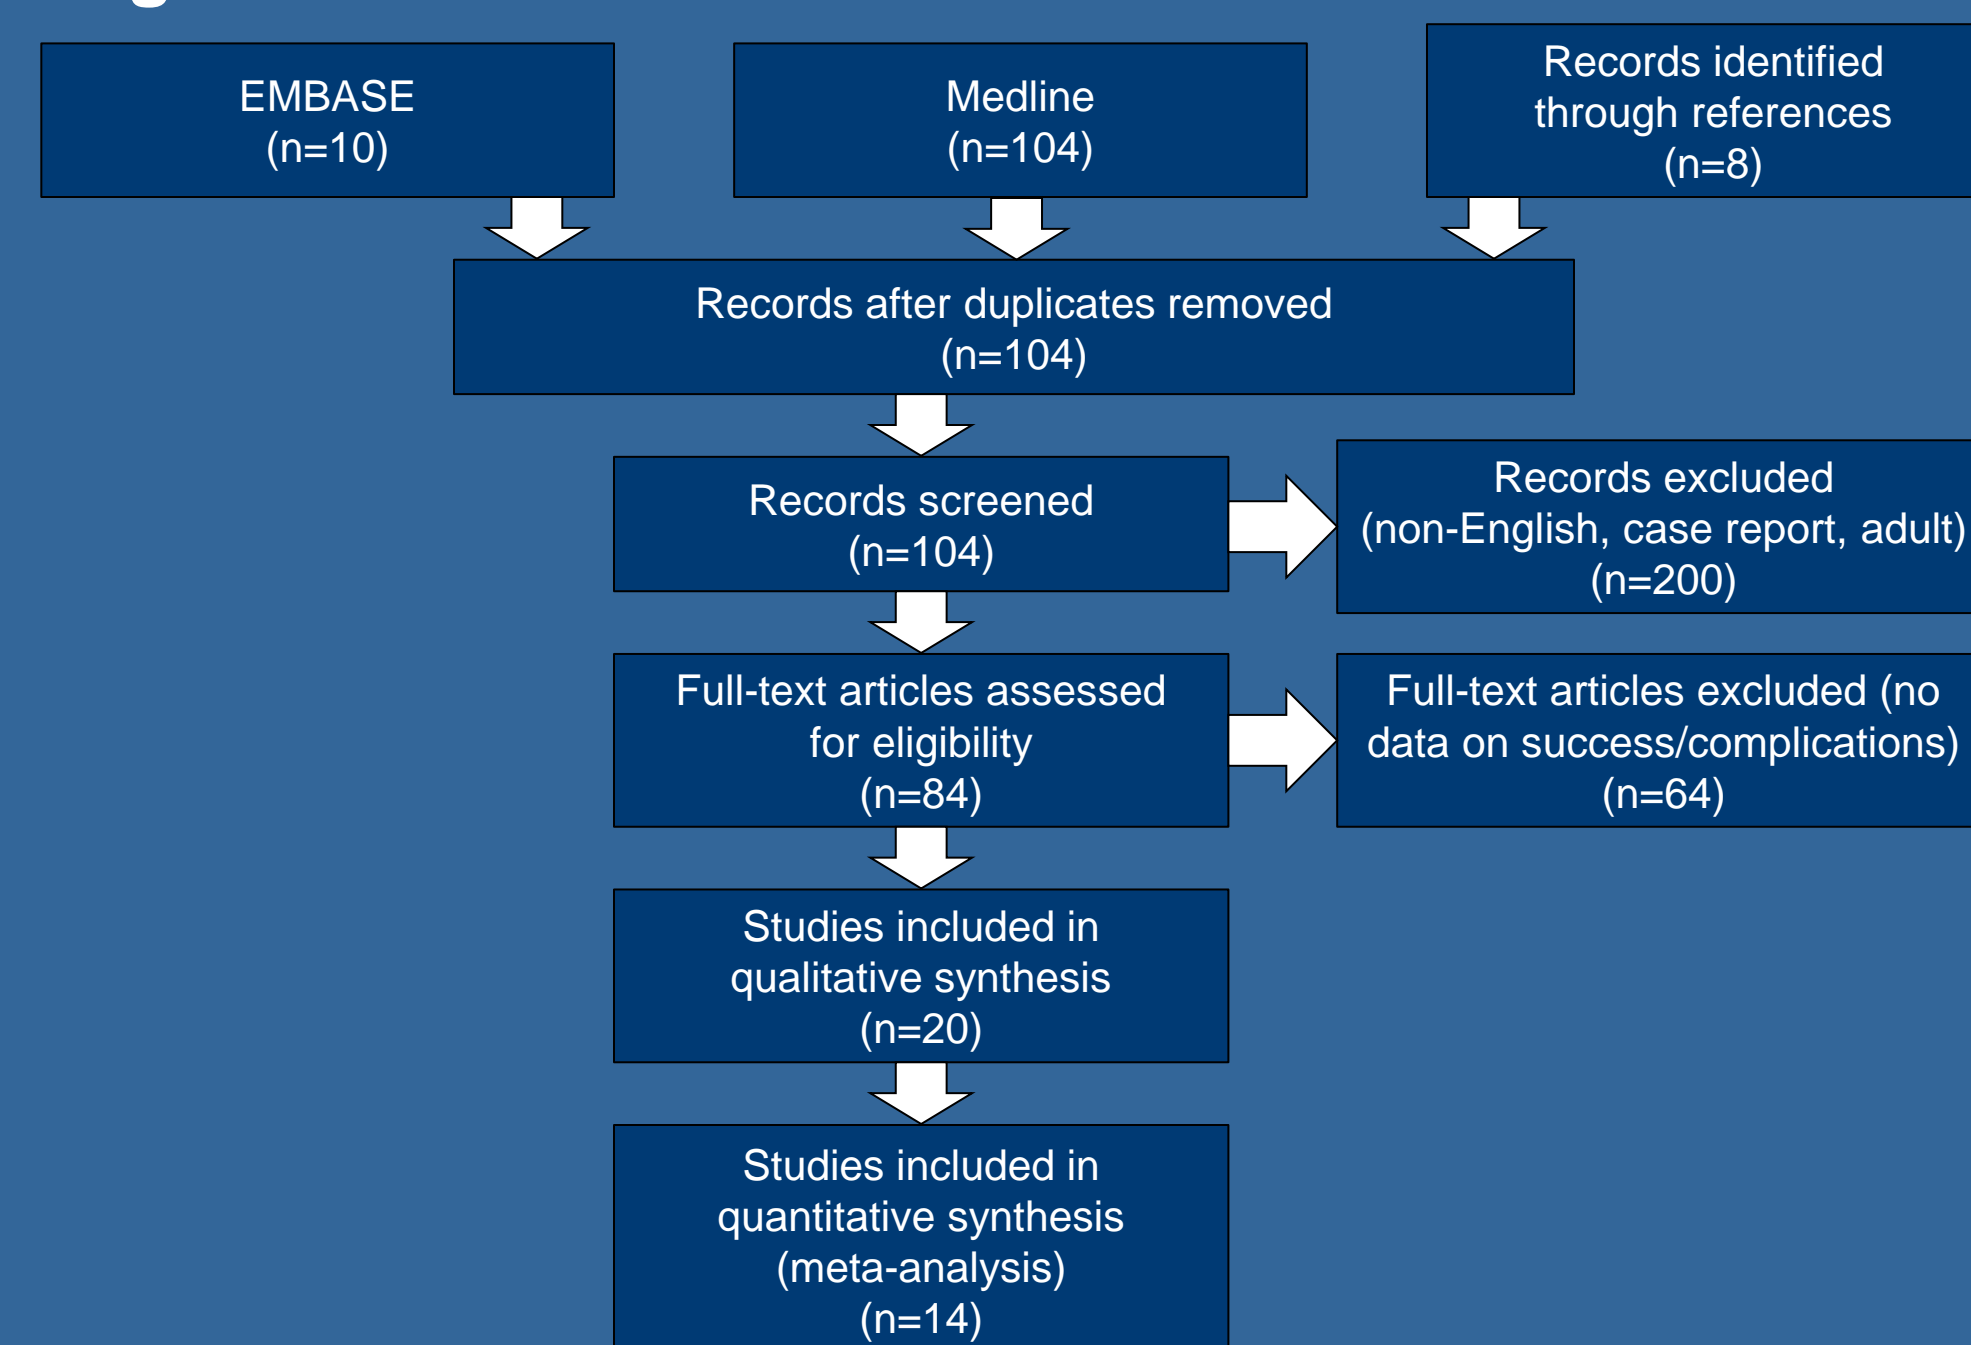 EMBASE
(n=10)
Medline
(n=104)
Records identified
through references
(n=8)
Records after duplicates removed
(n=104)
Records screened
(n=104)
Records excluded
(non-English, case report, adult)
(n=200)
Full-text articles assessed
for eligibility
(n=84)
Full-text articles excluded (no
data on success/complications)
(n=64)
Studies included in
qualitative synthesis
(n=20)
Studies included in
quantitative synthesis
(meta-analysis)
(n=14)